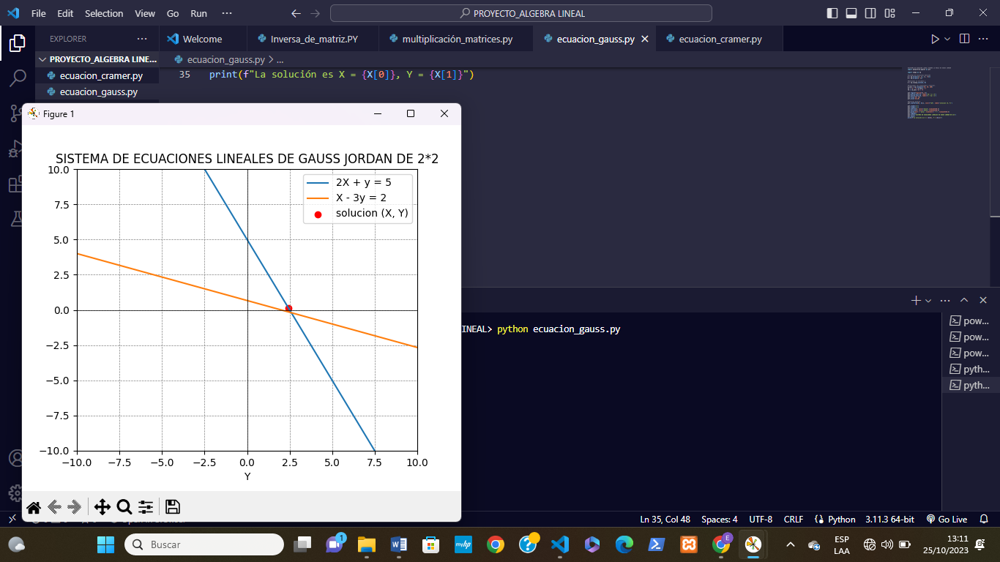 File Edit Selection View Go Run ··· PROYECTO_ALGEBRA LINEAL
EXPLORER ··· Welcome Inversa_de_matriz.PY multiplicación_matrices.py ecuacion_gauss.py ecuacion_cramer.py
PROYECTO_ALGEBRA LINE... ecuacion_gauss.py > ...
ecuacion_cramer.py 35 print(f"La solución es X = {X[0]}, Y = {X[1]}")
ecuacion_gauss.py
Figure 1
SISTEMA DE ECUACIONES LINEALES DE GAUSS JORDAN DE 2*2
10.0
2X + y = 5
X - 3y = 2
solucion (X, Y)
7.5
5.0
2.5
0.0
−2.5
−5.0
−7.5
−10.0
−10.0 −7.5 −5.0 −2.5 0.0 2.5 5.0 7.5 10.0
Y
INEAL> python ecuacion_gauss.py
pow...
pow...
pow...
pyth...
pyth...
Ln 35, Col 48 Spaces: 4 UTF-8 CRLF Python 3.11.3 64-bit Go Live
Buscar
1
myhp
E
ESP
LAA
13:11
25/10/2023